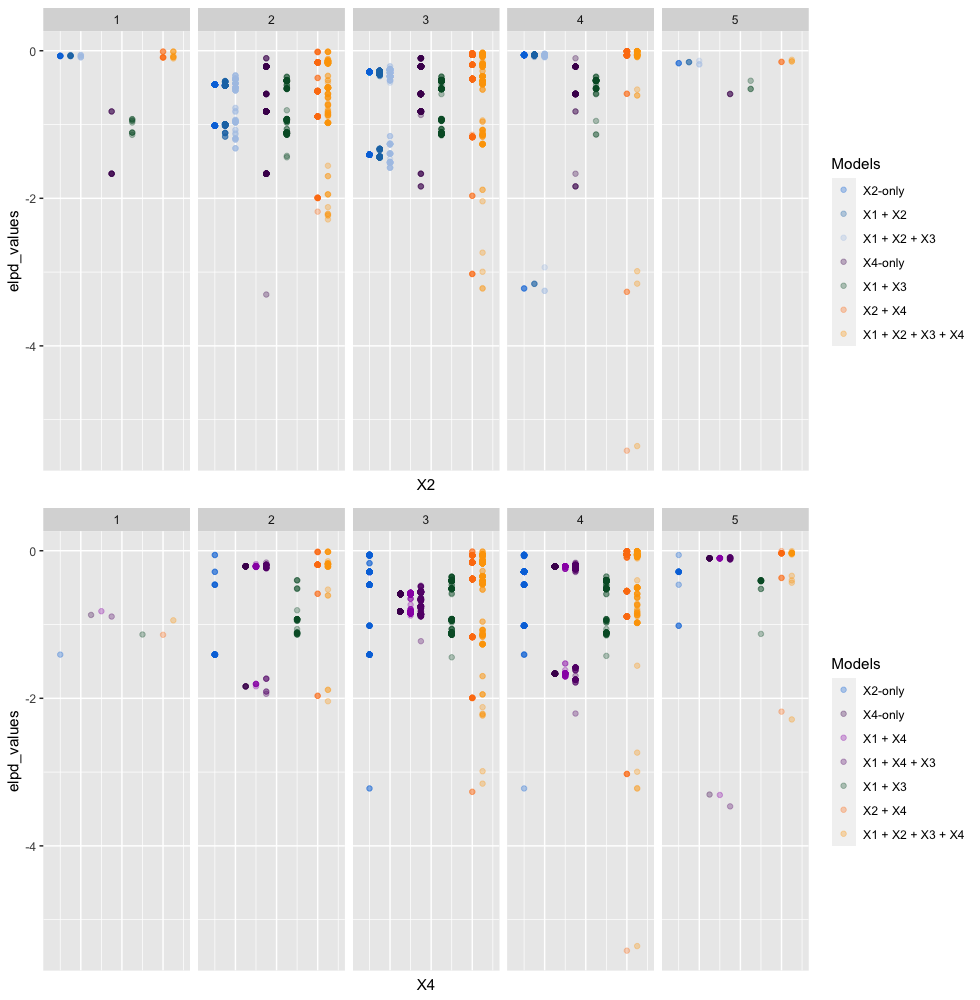 1 2 3 4 5
0
-2
-4
elpd_values
X2
Models
X2-only
X1 + X2
X1 + X2 + X3
X4-only
X1 + X3
X2 + X4
X1 + X2 + X3 + X4
1 2 3 4 5
0
-2
-4
elpd_values
X4
Models
X2-only
X4-only
X1 + X4
X1 + X4 + X3
X1 + X3
X2 + X4
X1 + X2 + X3 + X4